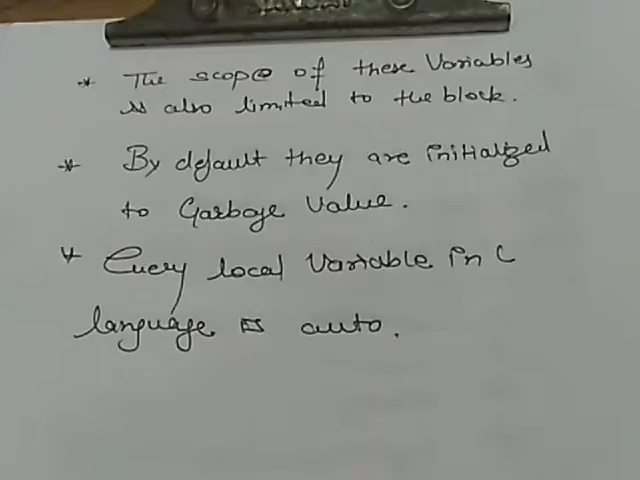 * The scope of these Variables
is also limited to the block.
* By default they are initialized
to Garbage Value.
* Every local Variable in C
language is auto.